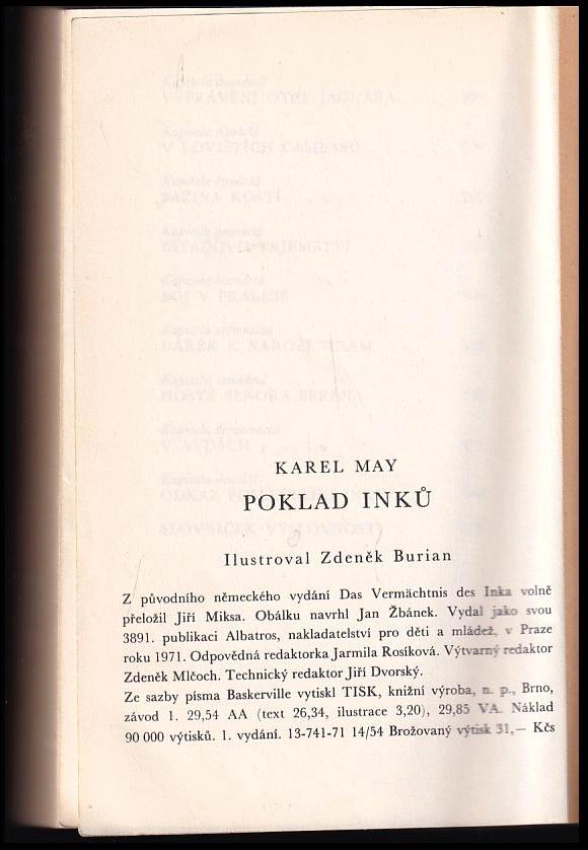 KAREL MAY
POKLAD INKŮ
Ilustroval Zdeněk Burian
Z původního německého vydání Das Vermächtnis des Inka volně
přeložil Jiří Miksa. Obálku navrhl Jan Žbánek. Vydal jako svou
3891. publikaci Albatros, nakladatelství pro děti a mládež, v Praze
roku 1971. Odpovědná redaktorka Jarmila Rosíková. Výtvarný redaktor
Zdeněk Mlčoch. Technický redaktor Jiří Dvorský.
Ze sazby písma Baskerville vytiskl TISK, knižní výroba, n. p., Brno,
závod 1. 29,54 AA (text 26,34, ilustrace 3,20), 29,85 VA. Náklad
90 000 výtisků. 1. vydání. 13-741-71 14/54 Brožovaný výtisk 31,— Kčs